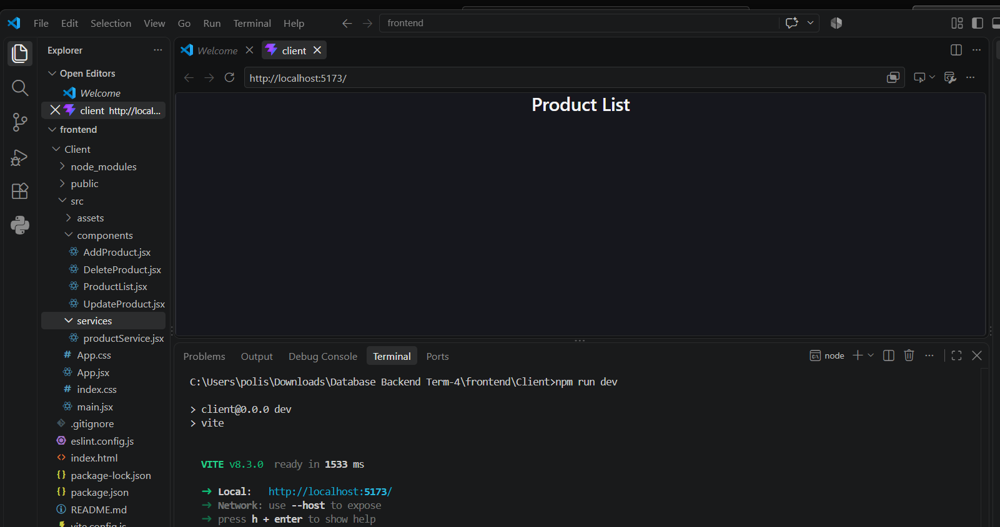 File Edit Selection View Go Run Terminal Help
frontend
Explorer
Open Editors
Welcome
client http://local...
frontend
Client
node_modules
public
src
assets
components
AddProduct.jsx
DeleteProduct.jsx
ProductList.jsx
UpdateProduct.jsx
services
productService.jsx
App.css
App.jsx
index.css
main.jsx
.gitignore
eslint.config.js
index.html
package-lock.json
package.json
README.md
vite.config.js
Welcome client
http://localhost:5173/
Product List
Problems Output Debug Console Terminal Ports
node
C:\Users\polis\Downloads\Database Backend Term-4\frontend\Client>npm run dev
> client@0.0.0 dev
> vite
VITE v8.3.0 ready in 1533 ms
➜ Local: http://localhost:5173/
➜ Network: use --host to expose
➜ press h + enter to show help